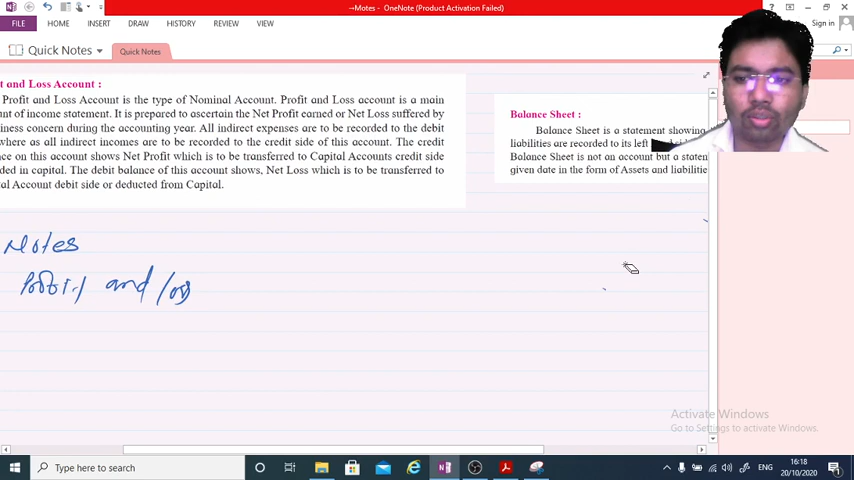 →Motes - OneNote (Product Activation Failed)
FILE HOME INSERT DRAW HISTORY REVIEW VIEW
Sign in
Quick Notes
Quick Notes
t and Loss Account :
Profit and Loss Account is the type of Nominal Account. Profit and Loss account is a main
unt of income statement. It is prepared to ascertain the Net Profit earned or Net Loss suffered by
iness concern during the accounting year. All indirect expenses are to be recorded to the debit
where as all indirect incomes are to be recorded to the credit side of this account. The credit
nce on this account shows Net Profit which is to be transferred to Capital Accounts credit side
ded in capital. The debit balance of this account shows, Net Loss which is to be transferred to
tal Account debit side or deducted from Capital.
Balance Sheet :
Balance Sheet is a statement showing
liabilities are recorded to its left
Balance Sheet is not an account but a staten
given date in the form of Assets and liabilitie
Notes
Profit and loss
Activate Windows
Go to Settings to activate Windows.
Type here to search
ENG
16:18
20/10/2020